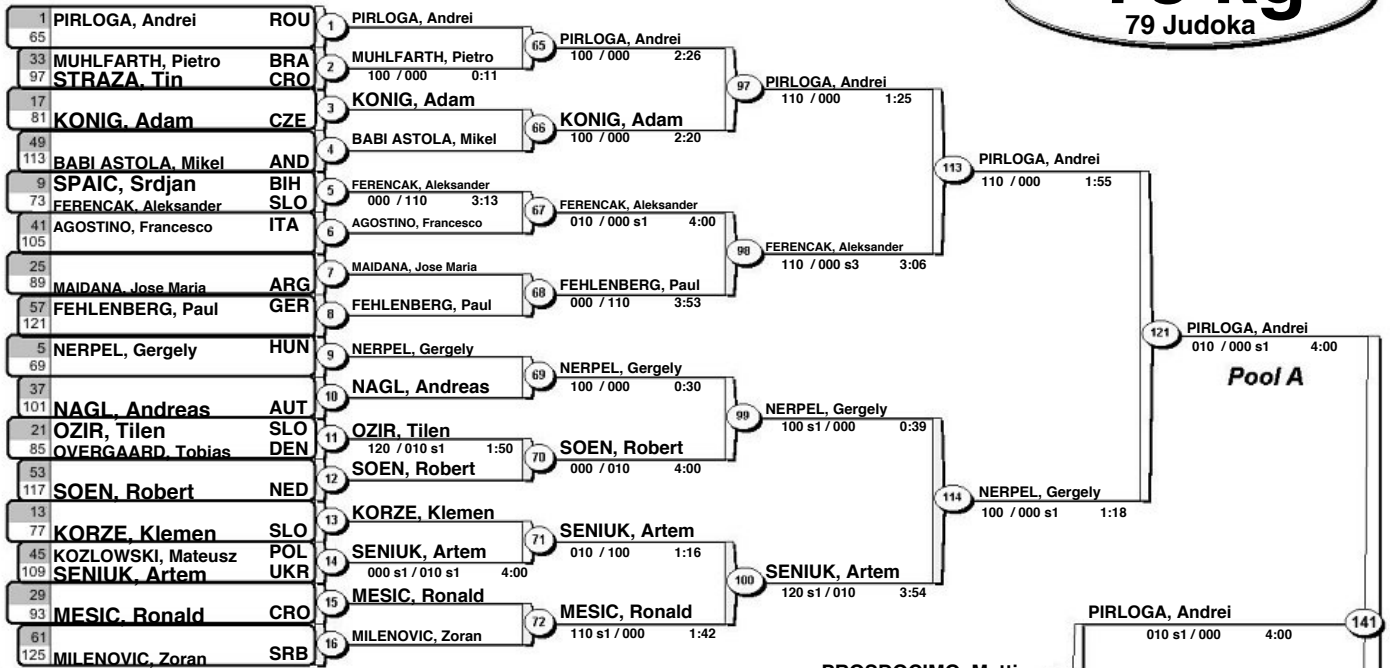 79 Judoka
1 PIRLOGA, Andrei ROU
65
33 MUHLFARTH, Pietro BRA
97 STRAZA, Tin CRO
17
81 KONIG, Adam CZE
49
113 BABI ASTOLA, Mikel AND
9 SPAIC, Srdjan BIH
73 FERENCAK, Aleksander SLO
41 AGOSTINO, Francesco ITA
105
25
89 MAIDANA, Jose Maria ARG
57 FEHLENBERG, Paul GER
121
5 NERPEL, Gergely HUN
69
37
101 NAGL, Andreas AUT
21 OZIR, Tilen SLO
85 OVERGAARD, Tobias DEN
53
117 SOEN, Robert NED
13
77 KORZE, Klemen SLO
45 KOZLOWSKI, Mateusz POL
109 SENIUK, Artem UKR
29
93 MESIC, Ronald CRO
61
125 MILENOVIC, Zoran SRB
1 PIRLOGA, Andrei
2 MUHLFARTH, Pietro
100 / 000 0:11
3 KONIG, Adam
4 BABI ASTOLA, Mikel
5 FERENCAK, Aleksander
000 / 110 3:13
6 AGOSTINO, Francesco
7 MAIDANA, Jose Maria
8 FEHLENBERG, Paul
9 NERPEL, Gergely
10 NAGL, Andreas
11 OZIR, Tilen
120 / 010 s1 1:50
12 SOEN, Robert
13 KORZE, Klemen
14 SENIUK, Artem
000 s1 / 010 s1 4:00
15 MESIC, Ronald
16 MILENOVIC, Zoran
65 PIRLOGA, Andrei
100 / 000 2:26
66 KONIG, Adam
100 / 000 2:20
67 FERENCAK, Aleksander
010 / 000 s1 4:00
68 FEHLENBERG, Paul
000 / 110 3:53
69 NERPEL, Gergely
100 / 000 0:30
70 SOEN, Robert
000 / 010 4:00
71 SENIUK, Artem
010 / 100 1:16
72 MESIC, Ronald
110 s1 / 000 1:42
97 PIRLOGA, Andrei
110 / 000 1:25
98 FERENCAK, Aleksander
110 / 000 s3 3:06
99 NERPEL, Gergely
100 s1 / 000 0:39
100 SENIUK, Artem
120 s1 / 010 3:54
113 PIRLOGA, Andrei
110 / 000 1:55
114 NERPEL, Gergely
100 / 000 s1 1:18
121 PIRLOGA, Andrei
010 / 000 s1 4:00
Pool A
PIRLOGA, Andrei 141
010 s1 / 000 4:00